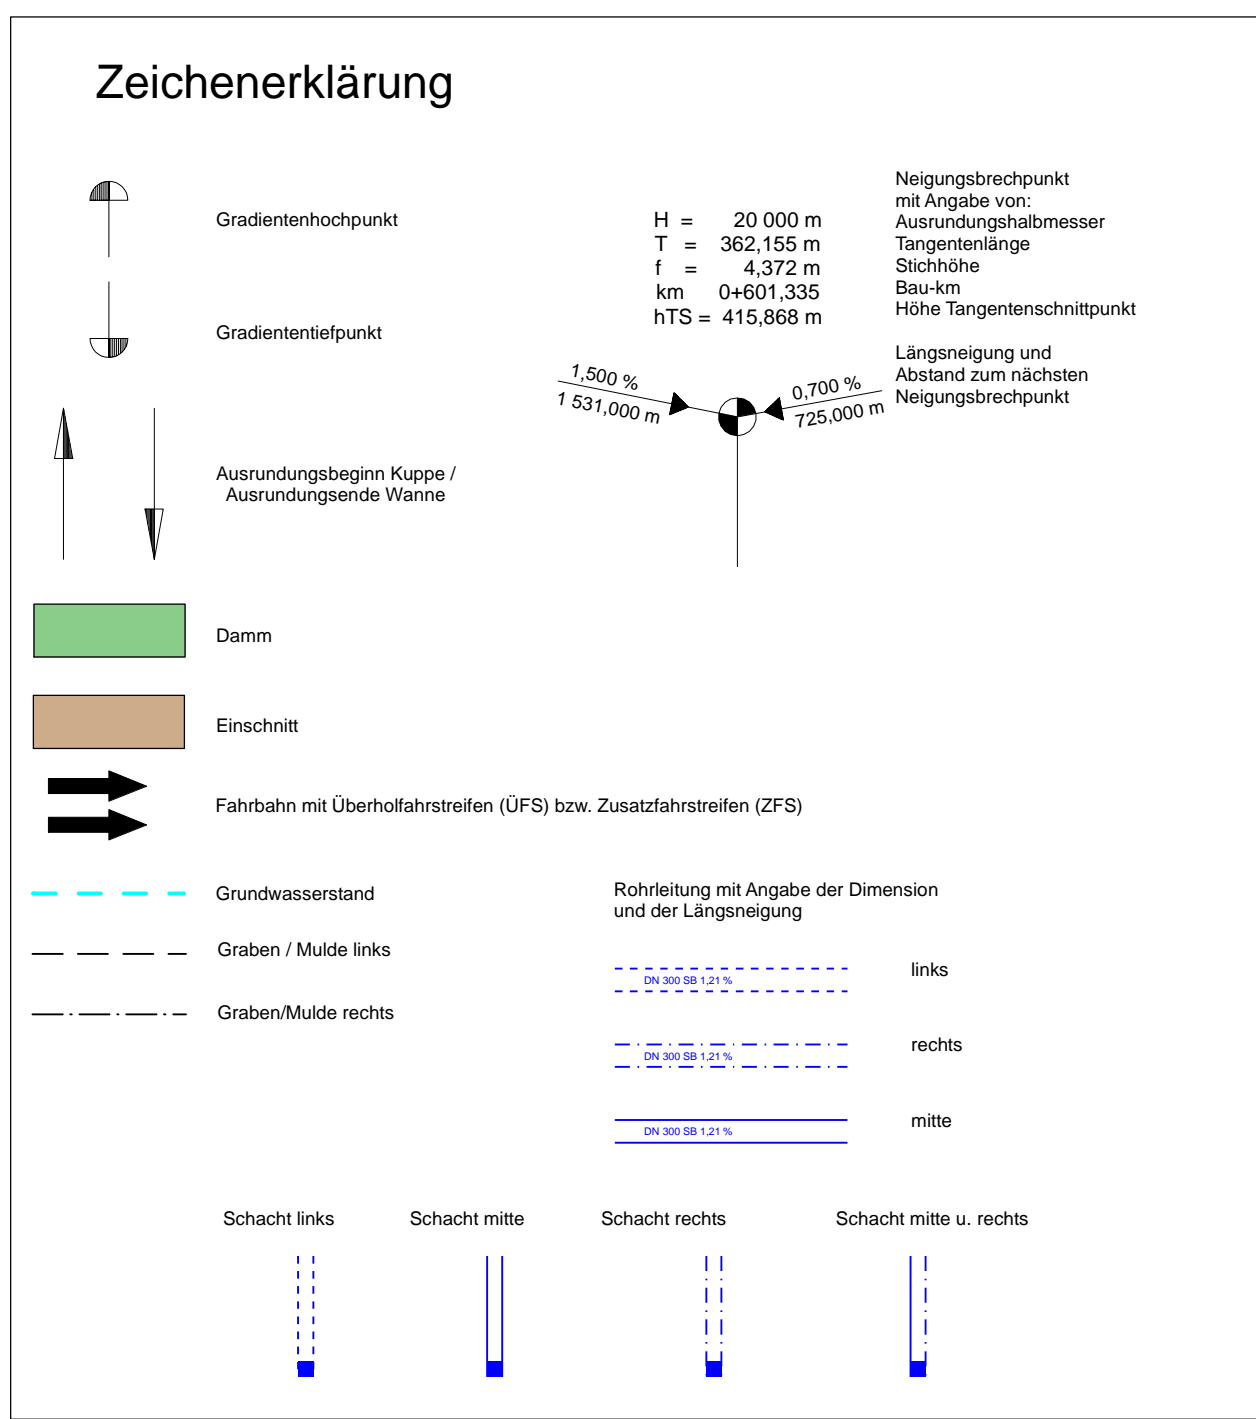 Zeichenerklärung
Gradientenhochpunkt
Gradiententiefpunkt
Ausrundungsbeginn Kuppe /
Ausrundungsende Wanne
H = 20 000 m
T = 362,155 m
f = 4,372 m
km 0+601,335
hTS = 415,868 m
Neigungsbrechpunkt
mit Angabe von:
Ausrundungshalbmesser
Tangentenlänge
Stichhöhe
Bau-km
Höhe Tangentenschnittpunkt
Längsneigung und
Abstand zum nächsten
Neigungsbrechpunkt
1,500 %
1 531,000 m
0,700 %
725,000 m
Damm
Einschnitt
Fahrbahn mit Überholfahrstreifen (ÜFS) bzw. Zusatzfahrstreifen (ZFS)
Grundwasserstand
Graben / Mulde links
Graben/Mulde rechts
Rohrleitung mit Angabe der Dimension
und der Längsneigung
DN 300 SB 1,21 %
links
DN 300 SB 1,21 %
rechts
DN 300 SB 1,21 %
mitte
Schacht links
Schacht mitte
Schacht rechts
Schacht mitte u. rechts